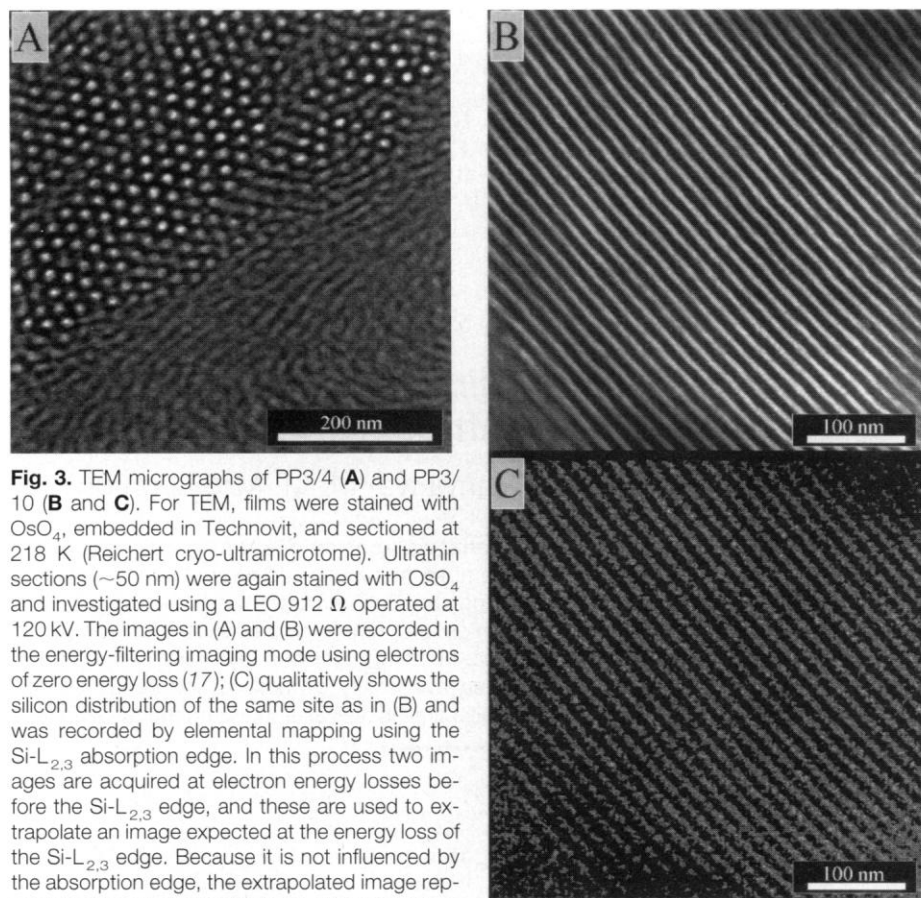 A
200 nm
B
100 nm
Fig. 3. TEM micrographs of PP3/4 (A) and PP3/
10 (B and C). For TEM, films were stained with
OsO₄, embedded in Technovit, and sectioned at
218 K (Reichert cryo-ultramicrotome). Ultrathin
sections (~50 nm) were again stained with OsO₄
and investigated using a LEO 912 Ω operated at
120 kV. The images in (A) and (B) were recorded in
the energy-filtering imaging mode using electrons
of zero energy loss (17); (C) qualitatively shows the
silicon distribution of the same site as in (B) and
was recorded by elemental mapping using the
Si-L₂,₃ absorption edge. In this process two im-
ages are acquired at electron energy losses be-
fore the Si-L₂,₃ edge, and these are used to ex-
trapolate an image expected at the energy loss of
the Si-L₂,₃ edge. Because it is not influenced by
the absorption edge, the extrapolated image rep-
C
100 nm